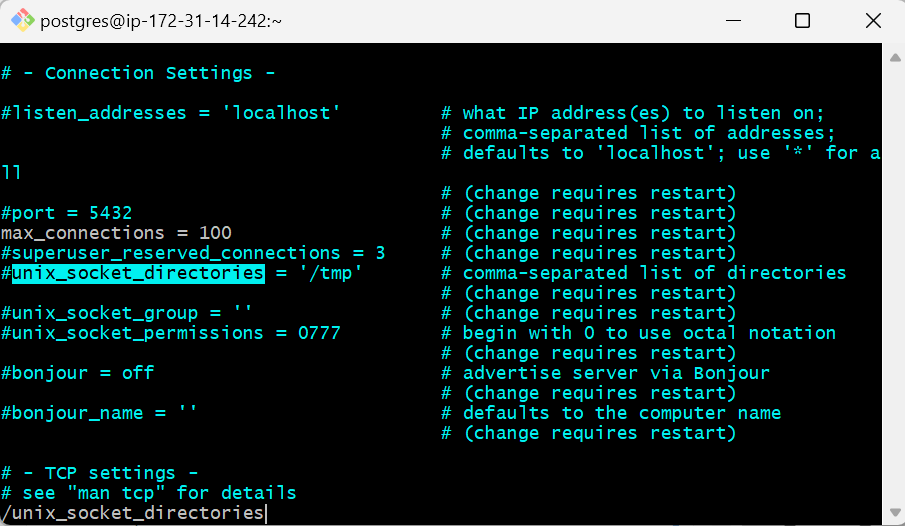 postgres@ip-172-31-14-242:~
# - Connection Settings -
#listen_addresses = 'localhost'         # what IP address(es) to listen on;
                                        # comma-separated list of addresses;
                                        # defaults to 'localhost'; use '*' for a
ll
                                        # (change requires restart)
#port = 5432                            # (change requires restart)
max_connections = 100                   # (change requires restart)
#superuser_reserved_connections = 3     # (change requires restart)
#unix_socket_directories = '/tmp'       # comma-separated list of directories
                                        # (change requires restart)
#unix_socket_group = ''                 # (change requires restart)
#unix_socket_permissions = 0777         # begin with 0 to use octal notation
                                        # (change requires restart)
#bonjour = off                          # advertise server via Bonjour
                                        # (change requires restart)
#bonjour_name = ''                      # defaults to the computer name
                                        # (change requires restart)
# - TCP settings -
# see "man tcp" for details
/unix_socket_directories